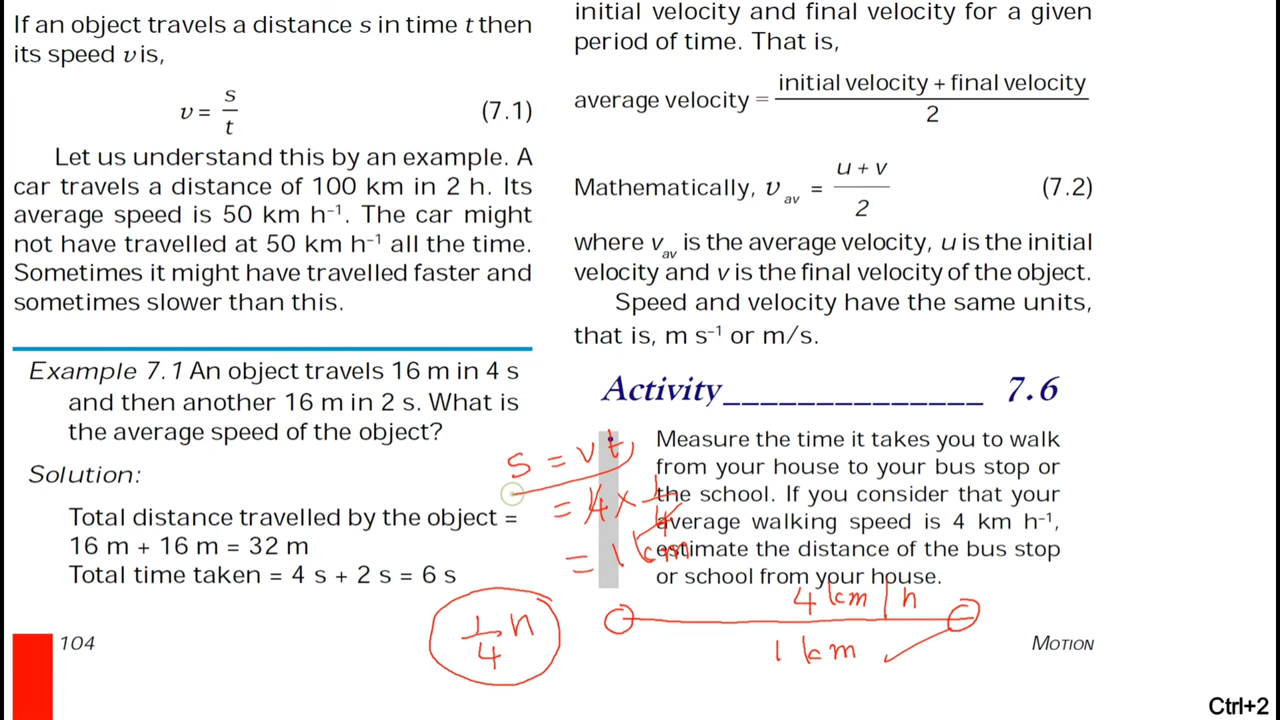 If an object travels a distance s in time t then
its speed v is,
v = s/t (7.1)
Let us understand this by an example. A
car travels a distance of 100 km in 2 h. Its
average speed is 50 km h⁻¹. The car might
not have travelled at 50 km h⁻¹ all the time.
Sometimes it might have travelled faster and
sometimes slower than this.
Example 7.1 An object travels 16 m in 4 s
and then another 16 m in 2 s. What is
the average speed of the object?
Solution:
Total distance travelled by the object =
16 m + 16 m = 32 m
Total time taken = 4 s + 2 s = 6 s
1/4 h
104
initial velocity and final velocity for a given
period of time. That is,
average velocity = (initial velocity + final velocity)/2
Mathematically, v av = (u + v)/2 (7.2)
where v av is the average velocity, u is the initial
velocity and v is the final velocity of the object.
Speed and velocity have the same units,
that is, m s⁻¹ or m/s.
Activity ______________ 7.6
Measure the time it takes you to walk
from your house to your bus stop or
the school. If you consider that your
average walking speed is 4 km h⁻¹,
estimate the distance of the bus stop
or school from your house.
s = vt
= 4 × 1/4
= 1 km
4 km/h
1 km
MOTION
Ctrl+2